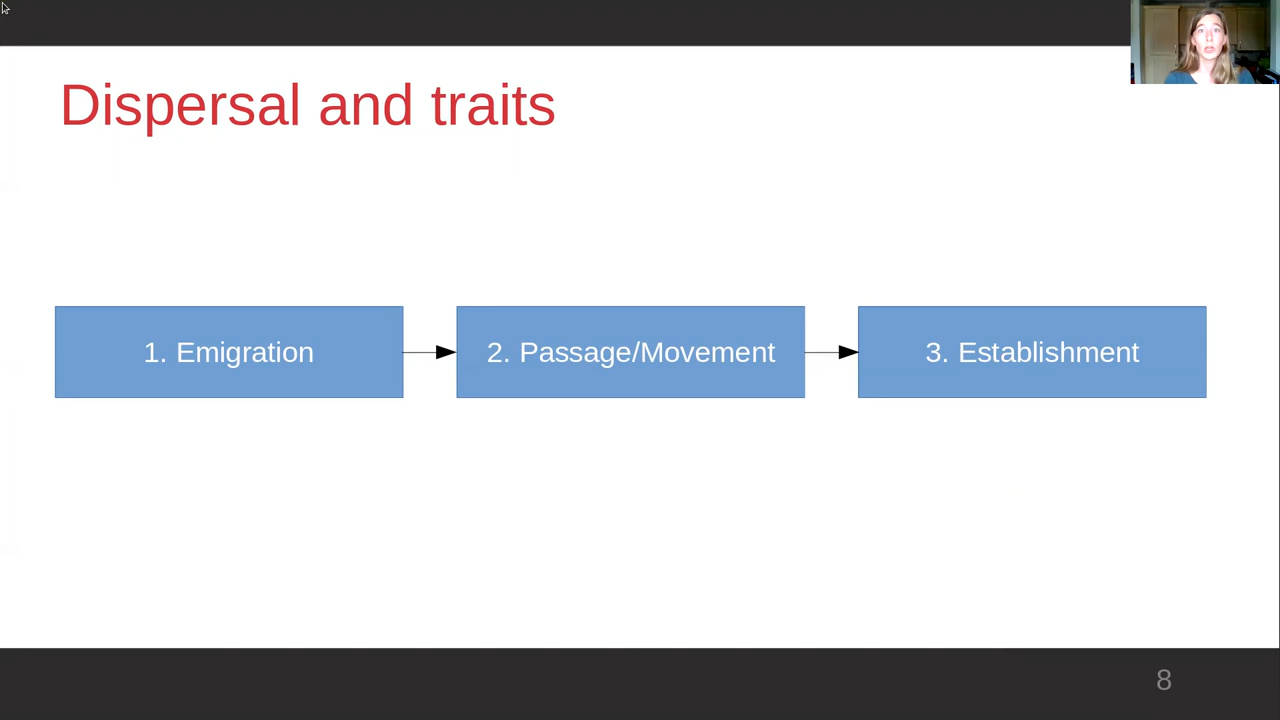 Dispersal and traits
1. Emigration
2. Passage/Movement
3. Establishment
8